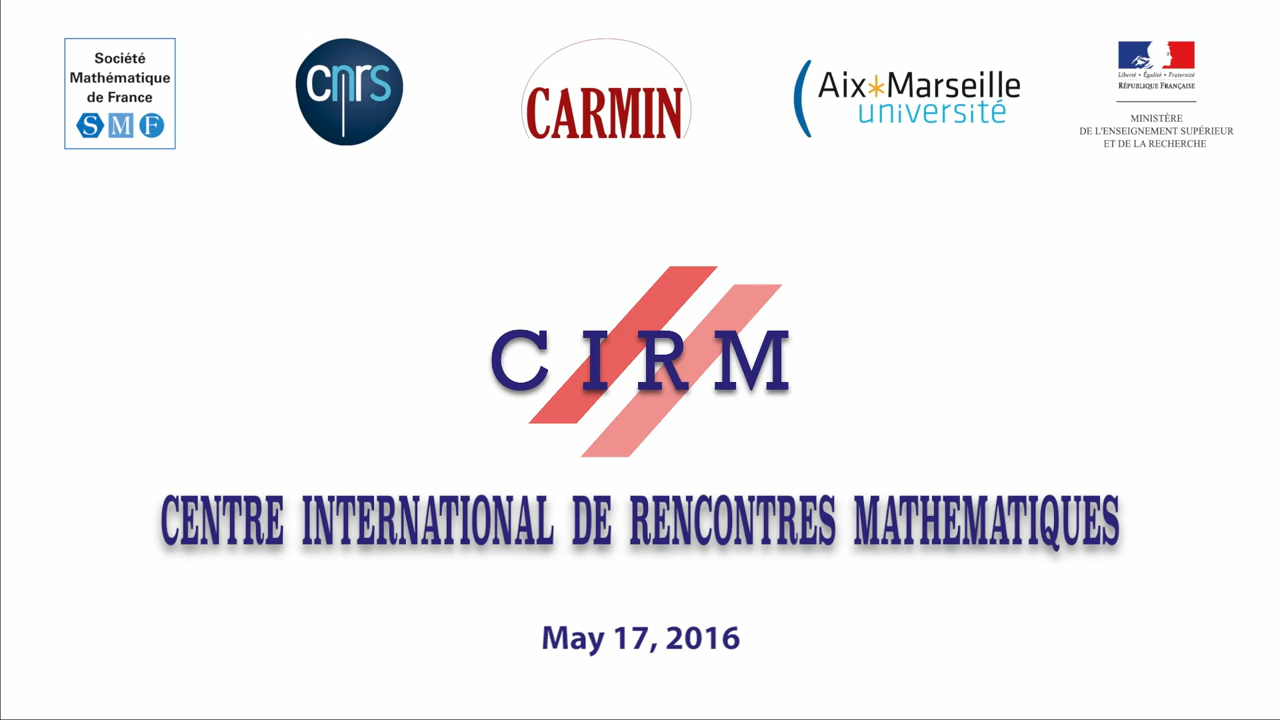 Société
Mathématique
de France
S M F
cnrs
CARMIN
Aix*Marseille
université
Liberté • Égalité • Fraternité
RÉPUBLIQUE FRANÇAISE
MINISTÈRE
DE L'ENSEIGNEMENT SUPÉRIEUR
ET DE LA RECHERCHE
CIRM
CENTRE INTERNATIONAL DE RENCONTRES MATHEMATIQUES
May 17, 2016